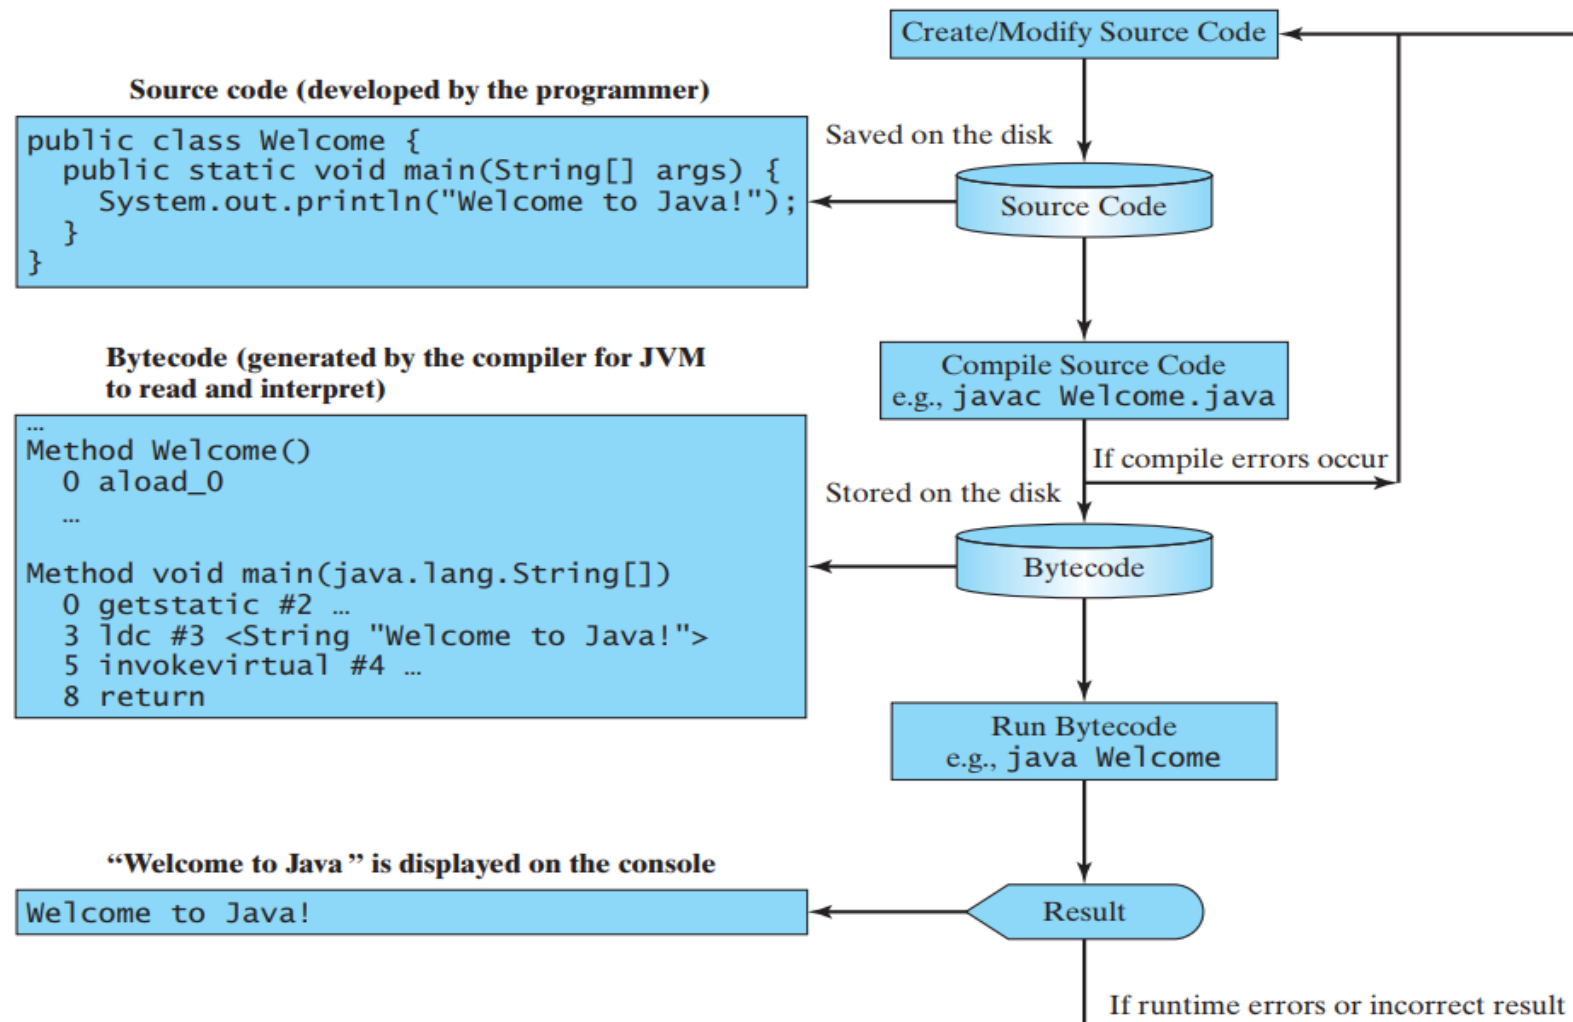 Create/Modify Source Code
Source code (developed by the programmer)
public class Welcome {
  public static void main(String[] args) {
    System.out.println("Welcome to Java!");
  }
}
Saved on the disk
Source Code
Bytecode (generated by the compiler for JVM
to read and interpret)
Compile Source Code
e.g., javac Welcome.java
If compile errors occur
…
Method Welcome()
  0 aload_0
  …
Method void main(java.lang.String[])
  0 getstatic #2 …
  3 ldc #3 <String "Welcome to Java!">
  5 invokevirtual #4 …
  8 return
Stored on the disk
Bytecode
Run Bytecode
e.g., java Welcome
“Welcome to Java” is displayed on the console
Welcome to Java!
Result
If runtime errors or incorrect result